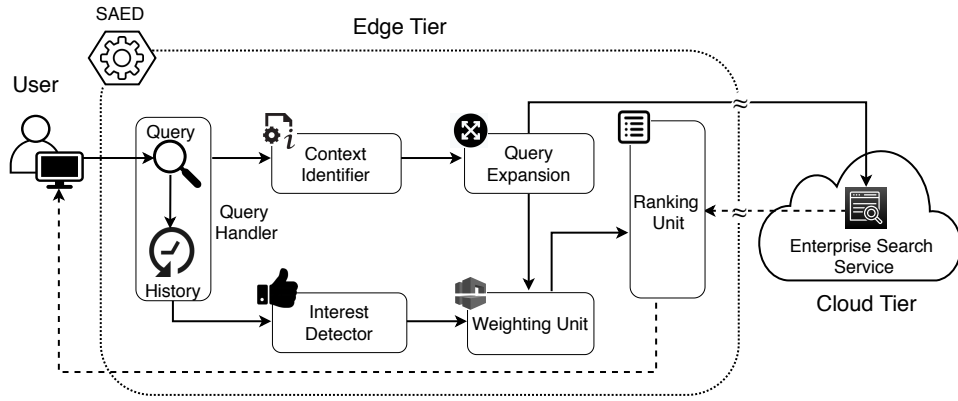 SAED
Edge Tier
User
Query
Context
Identifier
Query
Expansion
Ranking
Unit
Query
Handler
History
Interest
Detector
Weighting Unit
Enterprise Search
Service
Cloud Tier